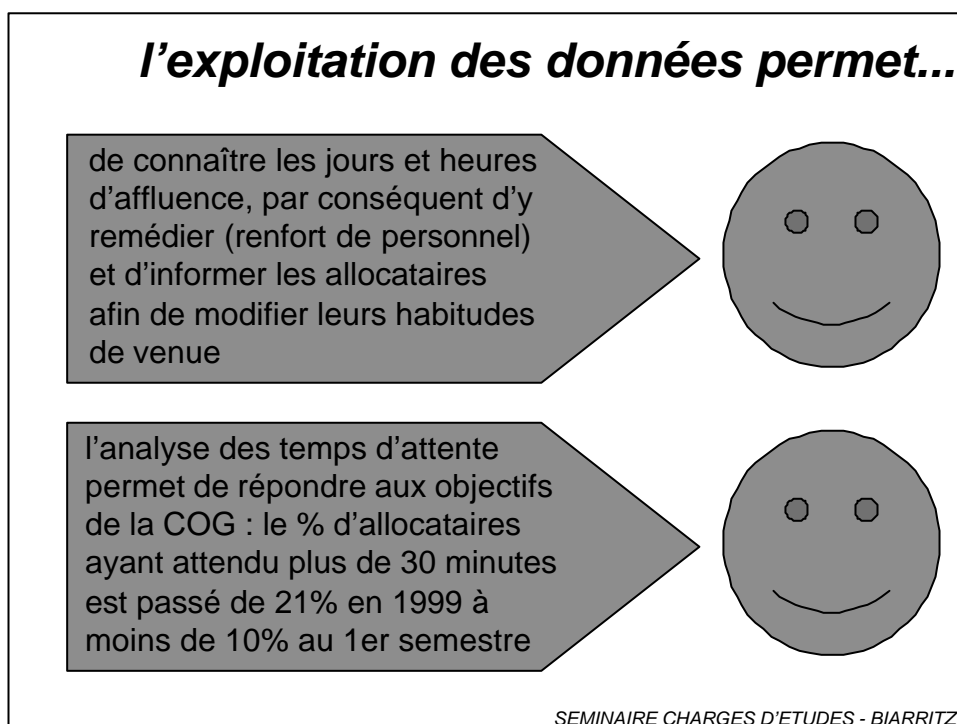 l’exploitation des données permet...
de connaître les jours et heures
d’affluence, par conséquent d’y
remédier (renfort de personnel)
et d’informer les allocataires
afin de modifier leurs habitudes
de venue
l’analyse des temps d’attente
permet de répondre aux objectifs
de la COG : le % d’allocataires
ayant attendu plus de 30 minutes
est passé de 21% en 1999 à
moins de 10% au 1er semestre
SEMINAIRE CHARGES D’ETUDES - BIARRITZ